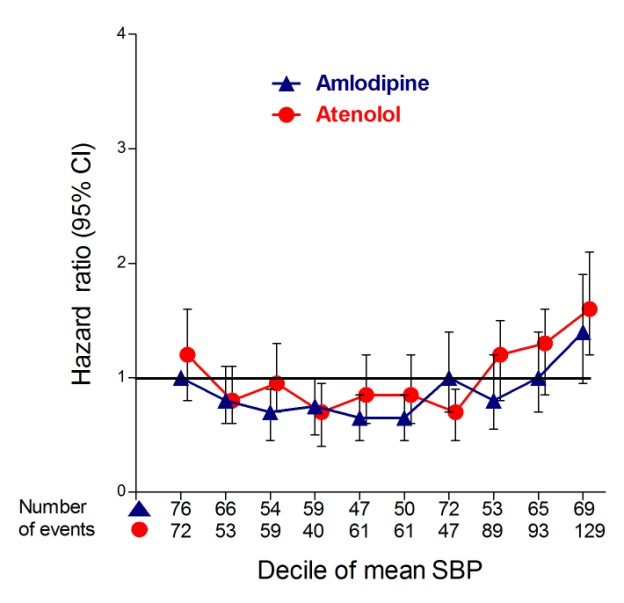 4
Amlodipine
Atenolol
3
Hazard ratio (95% CI)
2
1
0
Number 76 66 54 59 47 50 72 53 65 69
of events 72 53 59 40 61 61 47 89 93 129
Decile of mean SBP